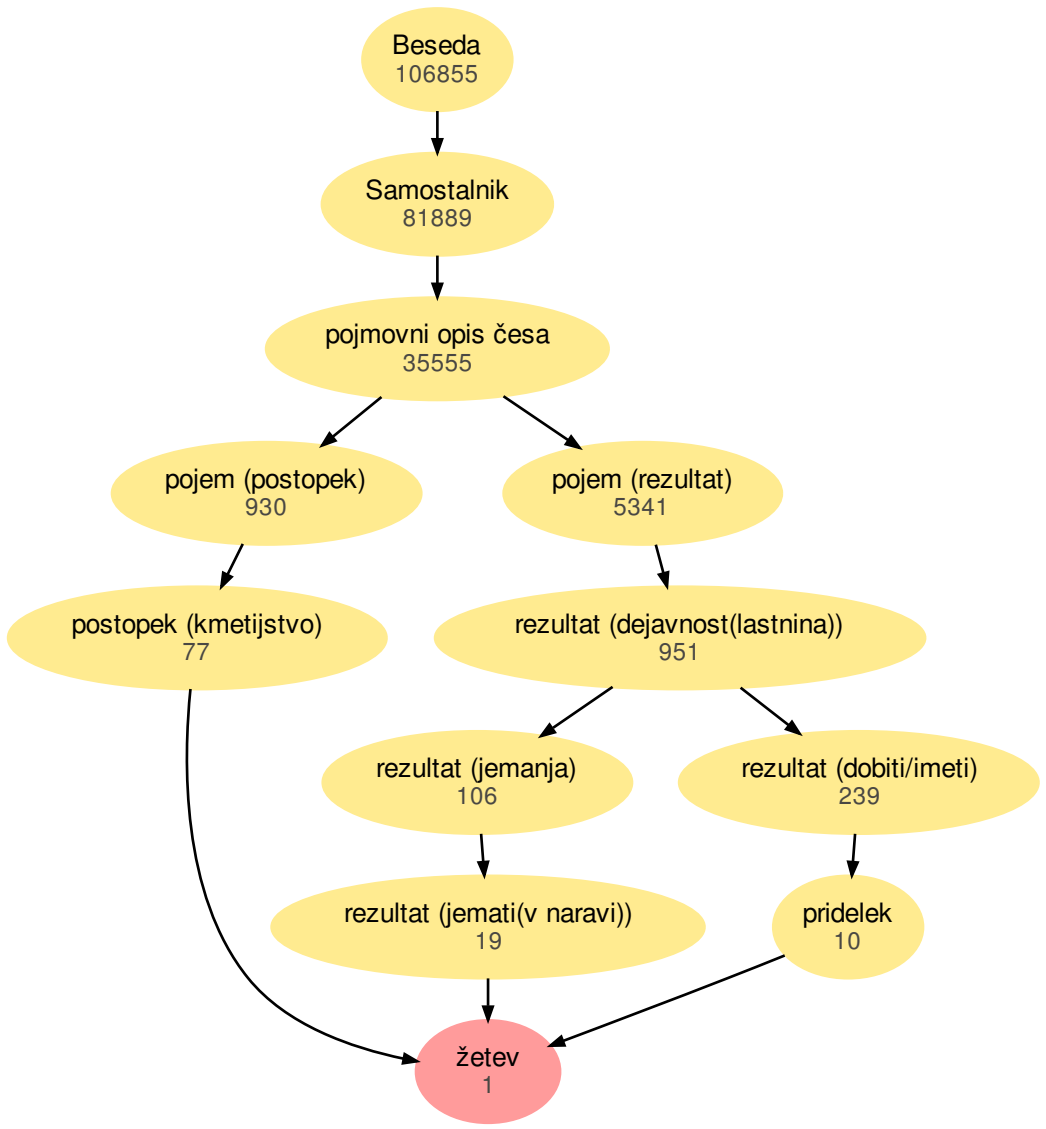 Beseda
106855
Samostalnik
81889
pojmovni opis česa
35555
pojem (postopek)
930
pojem (rezultat)
5341
postopek (kmetijstvo)
77
rezultat (dejavnost(lastnina))
951
rezultat (jemanja)
106
rezultat (dobiti/imeti)
239
rezultat (jemati(v naravi))
19
pridelek
10
žetev
1